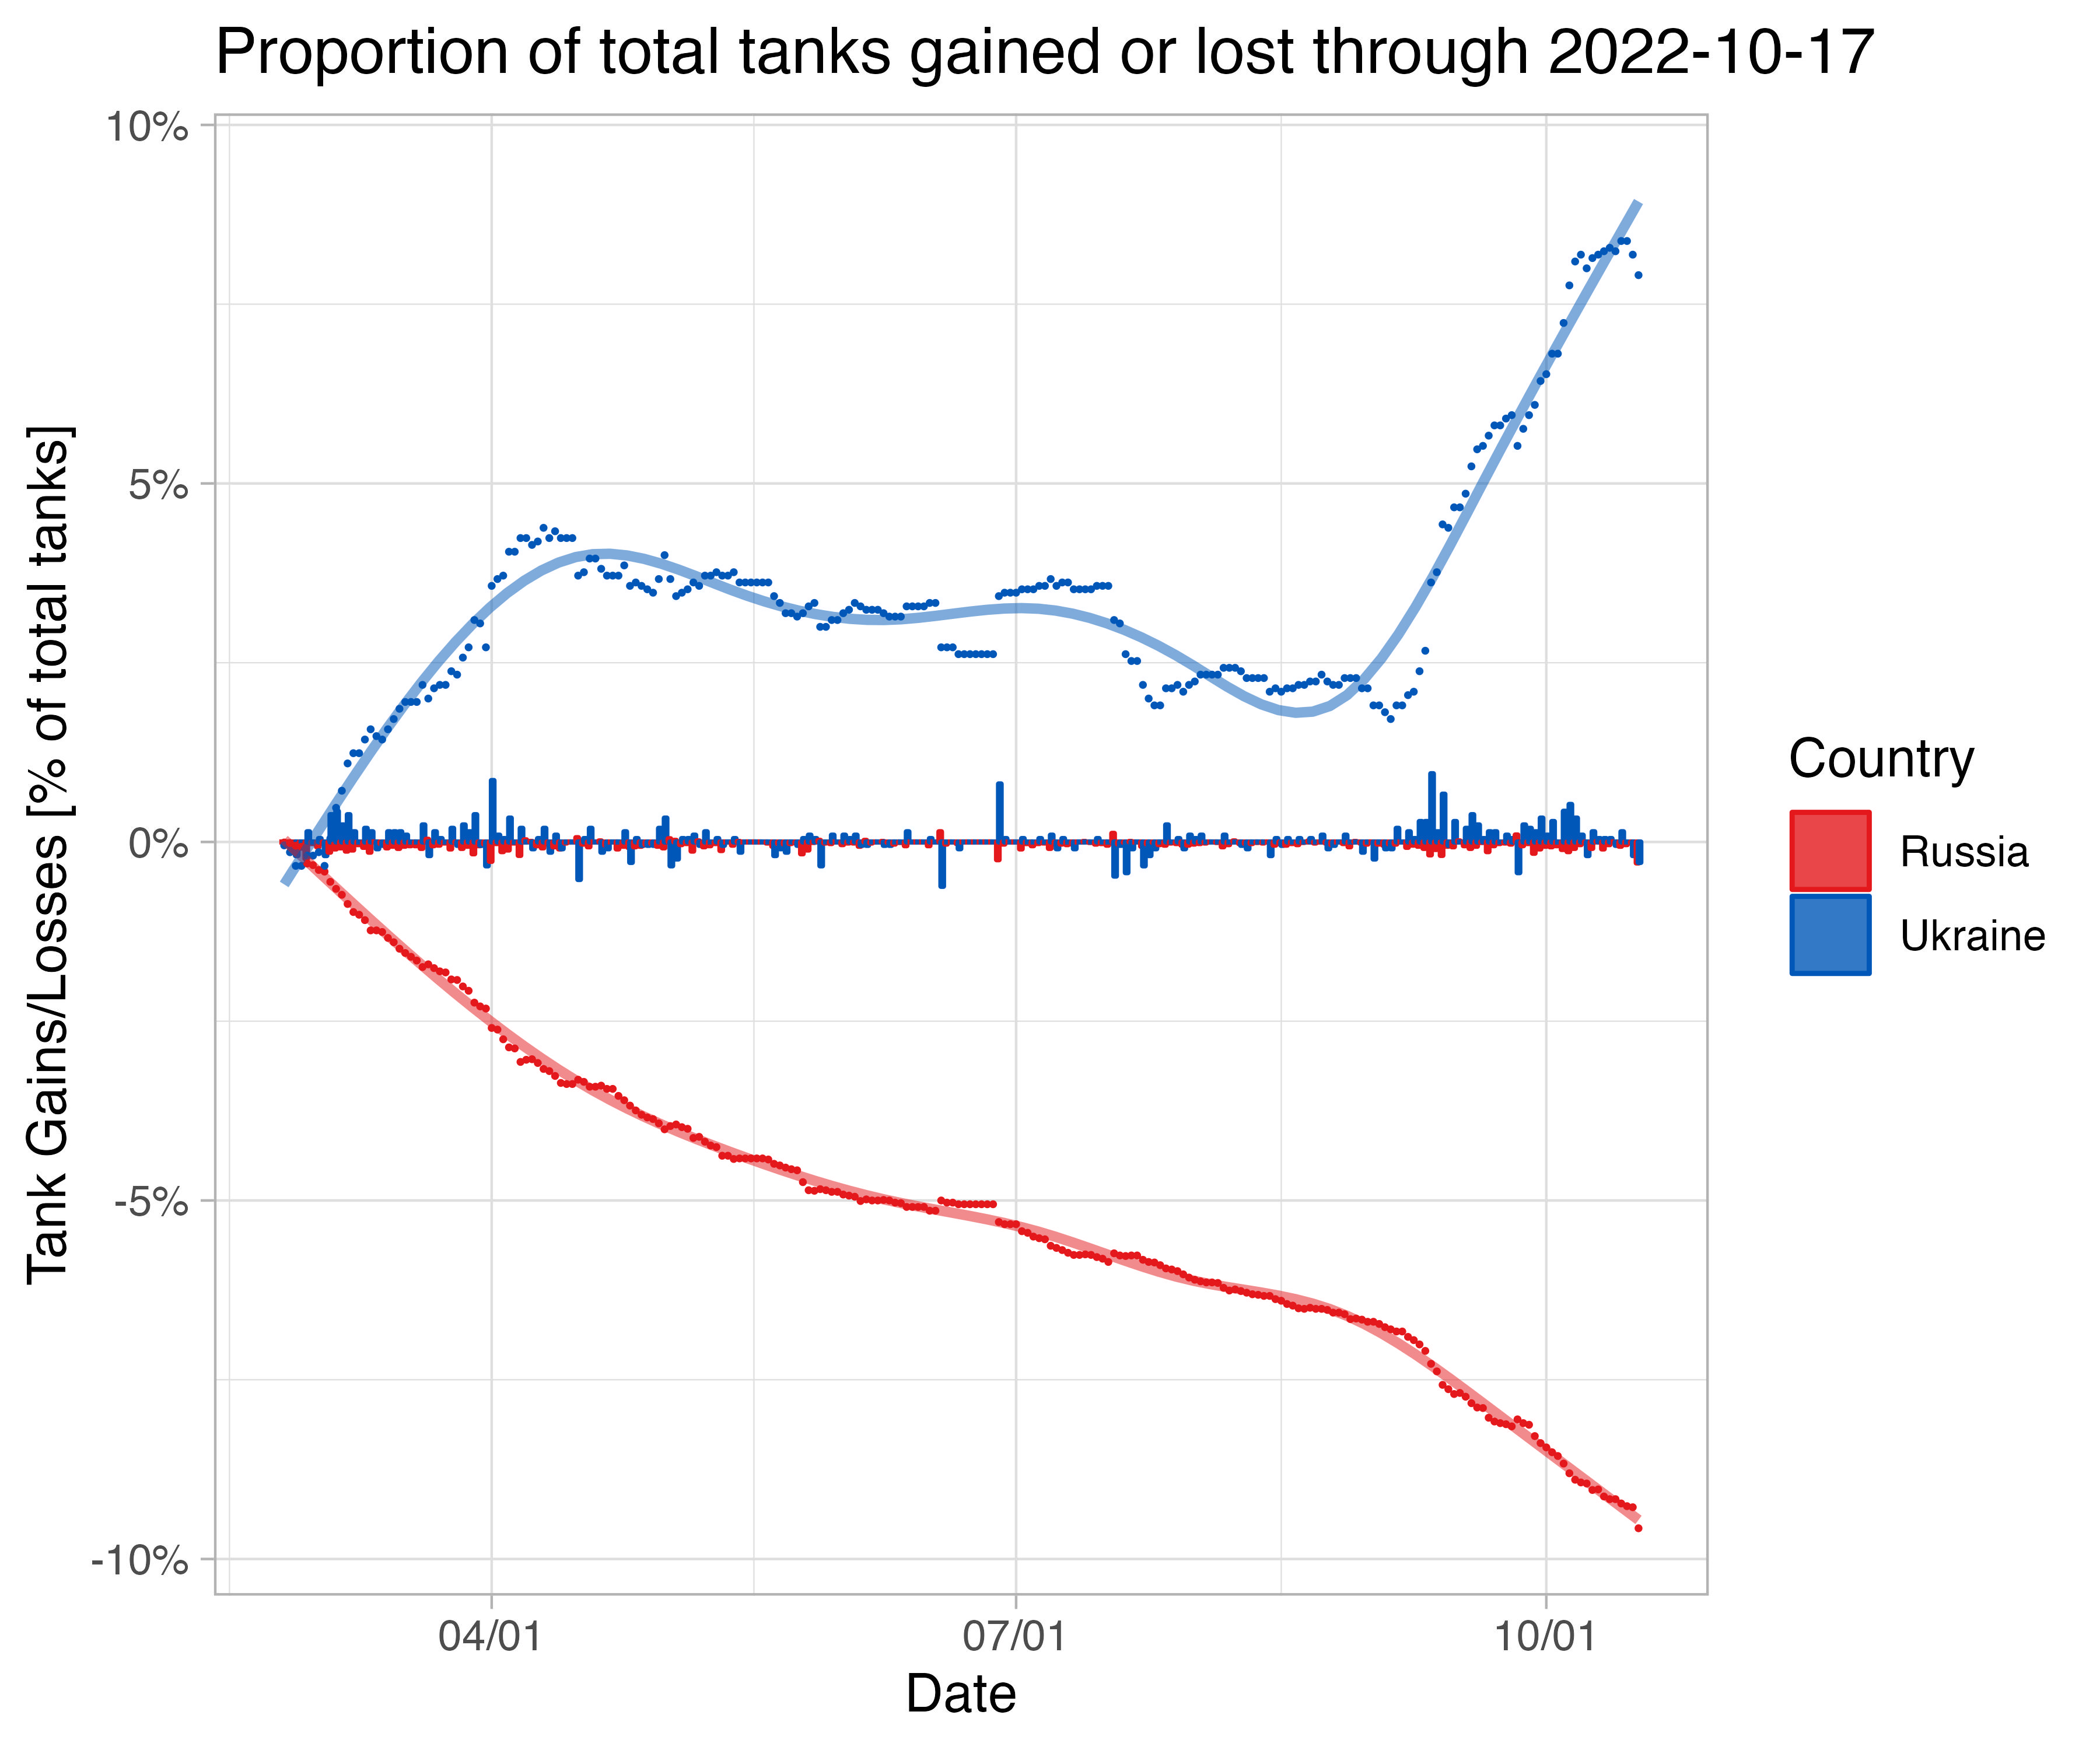 Proportion of total tanks gained or lost through 2022-10-17
Tank Gains/Losses [% of total tanks]
10%
5%
0%
-5%
-10%
04/01
07/01
10/01
Date
Country
Russia
Ukraine